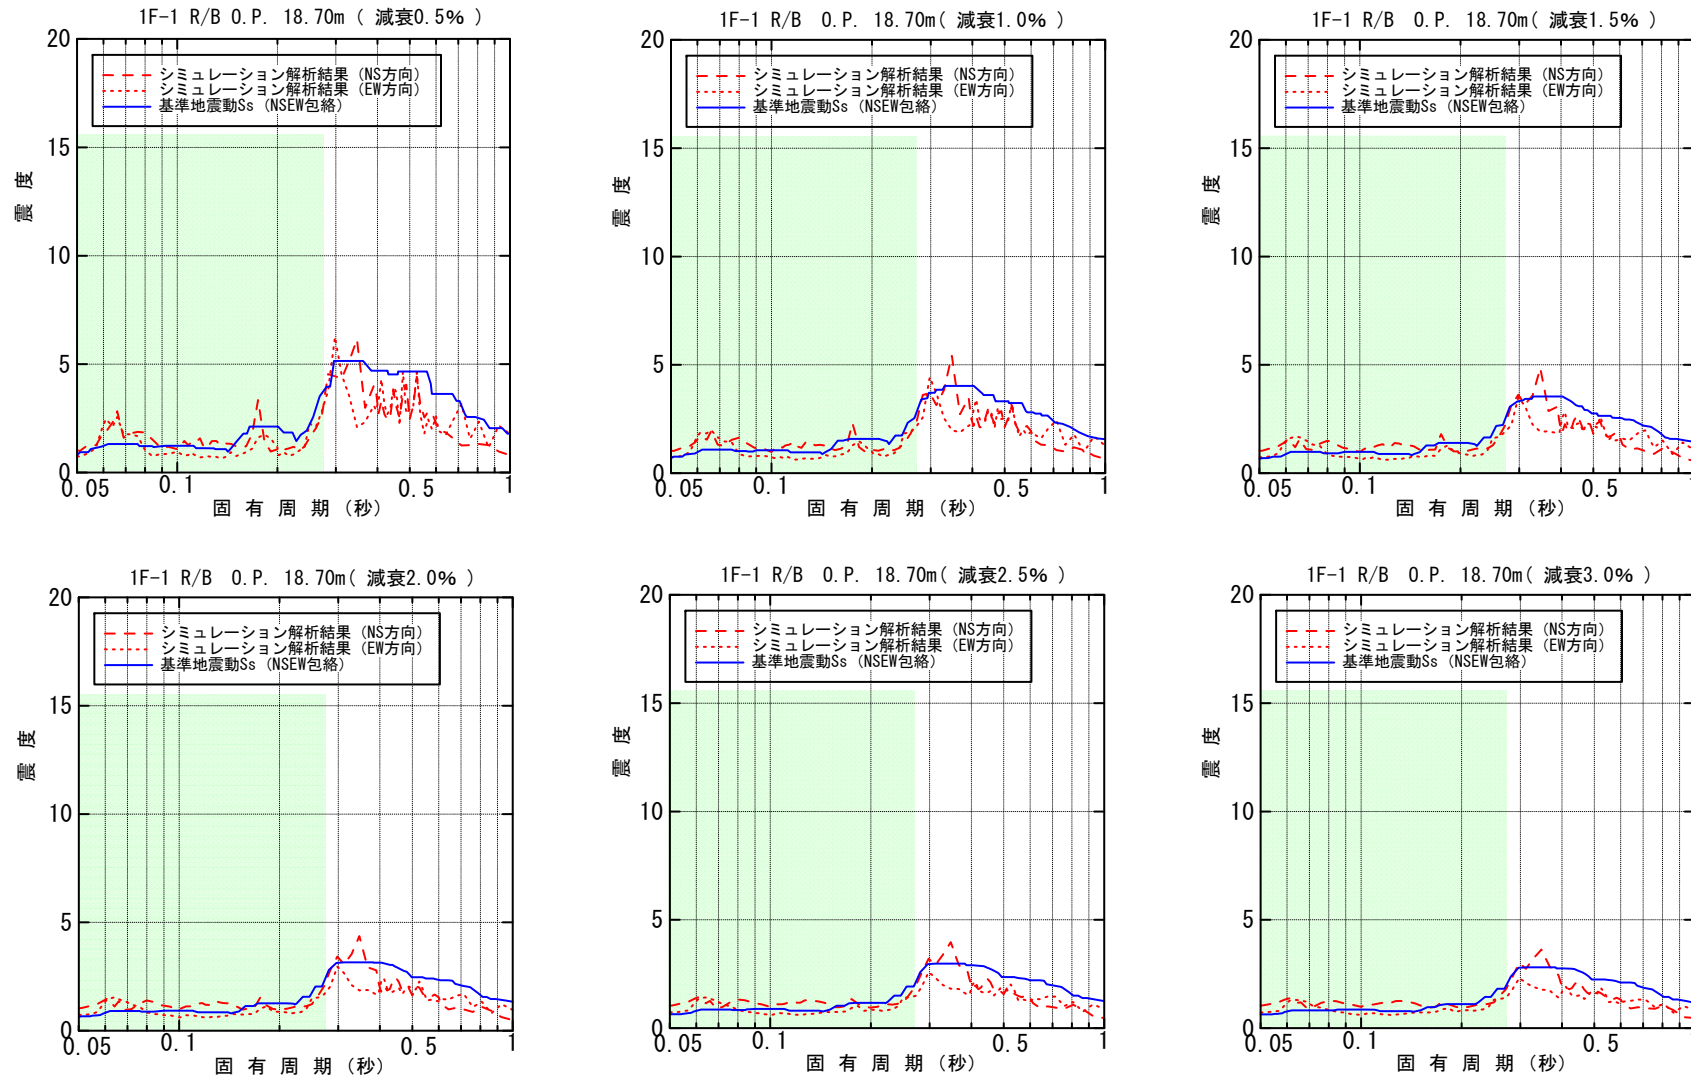 1F-1 R/B O.P. 18.70m ( 減衰0.5% )
20
シミュレーション解析結果 (NS方向)
シミュレーション解析結果 (EW方向)
基準地震動Ss (NSEW包絡)
15
震 度
10
5
0
0.05
0.1
0.5
1
固 有 周 期 (秒)
1F-1 R/B O.P. 18.70m( 減衰1.0% )
20
シミュレーション解析結果 (NS方向)
シミュレーション解析結果 (EW方向)
基準地震動Ss (NSEW包絡)
15
震 度
10
5
0
0.05
0.1
0.5
1
固 有 周 期 (秒)
1F-1 R/B O.P. 18.70m( 減衰1.5% )
20
シミュレーション解析結果 (NS方向)
シミュレーション解析結果 (EW方向)
基準地震動Ss (NSEW包絡)
15
震 度
10
5
0
0.05
0.1
0.5
固 有 周 期 (秒)
1F-1 R/B O.P. 18.70m( 減衰2.0% )
20
シミュレーション解析結果 (NS方向)
シミュレーション解析結果 (EW方向)
基準地震動Ss (NSEW包絡)
15
震 度
10
5
0
0.05
0.1
0.5
1
固 有 周 期 (秒)
1F-1 R/B O.P. 18.70m( 減衰2.5% )
20
シミュレーション解析結果 (NS方向)
シミュレーション解析結果 (EW方向)
基準地震動Ss (NSEW包絡)
15
震 度
10
5
0
0.05
0.1
0.5
1
固 有 周 期 (秒)
1F-1 R/B O.P. 18.70m( 減衰3.0% )
20
シミュレーション解析結果 (NS方向)
シミュレーション解析結果 (EW方向)
基準地震動Ss (NSEW包絡)
15
震 度
10
5
0
0.05
0.1
0.5
固 有 周 期 (秒)